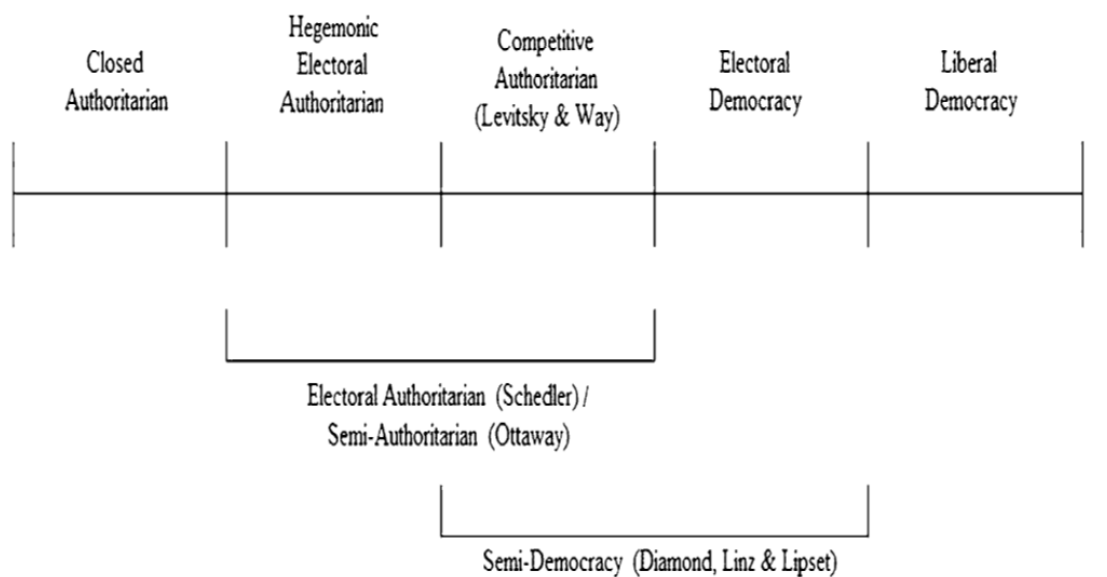 Closed
Authoritarian
Hegemonic
Electoral
Authoritarian
Competitive
Authoritarian
(Levitsky & Way)
Electoral
Democracy
Liberal
Democracy
Electoral Authoritarian (Schedler) /
Semi-Authoritarian (Ottaway)
Semi-Democracy (Diamond, Linz & Lipset)